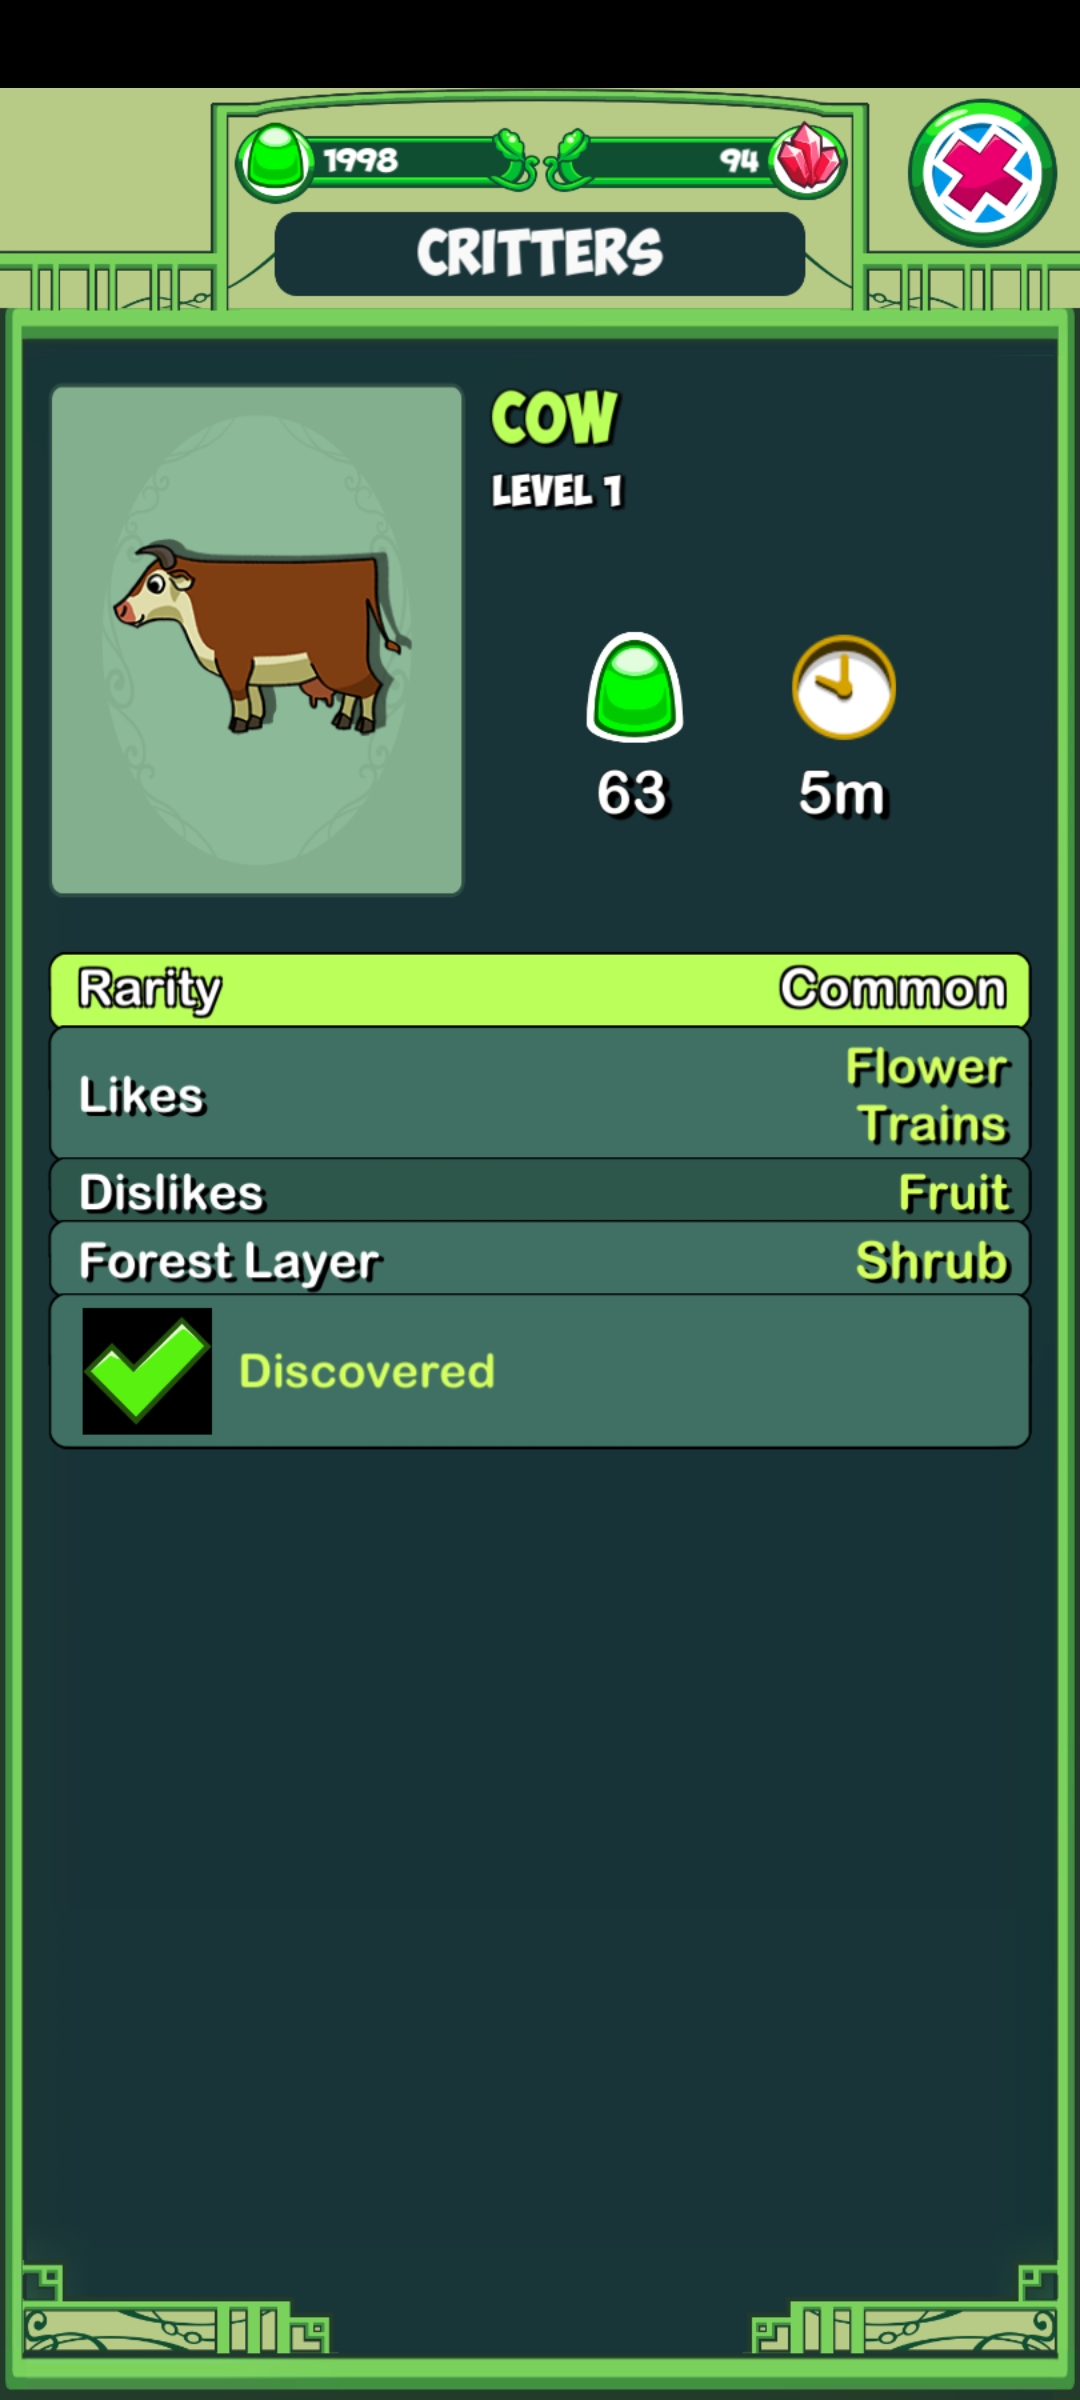 1998
94
CRITTERS
COW
LEVEL 1
63
5m
Rarity
Common
Likes
Flower
Trains
Dislikes
Fruit
Forest Layer
Shrub
Discovered